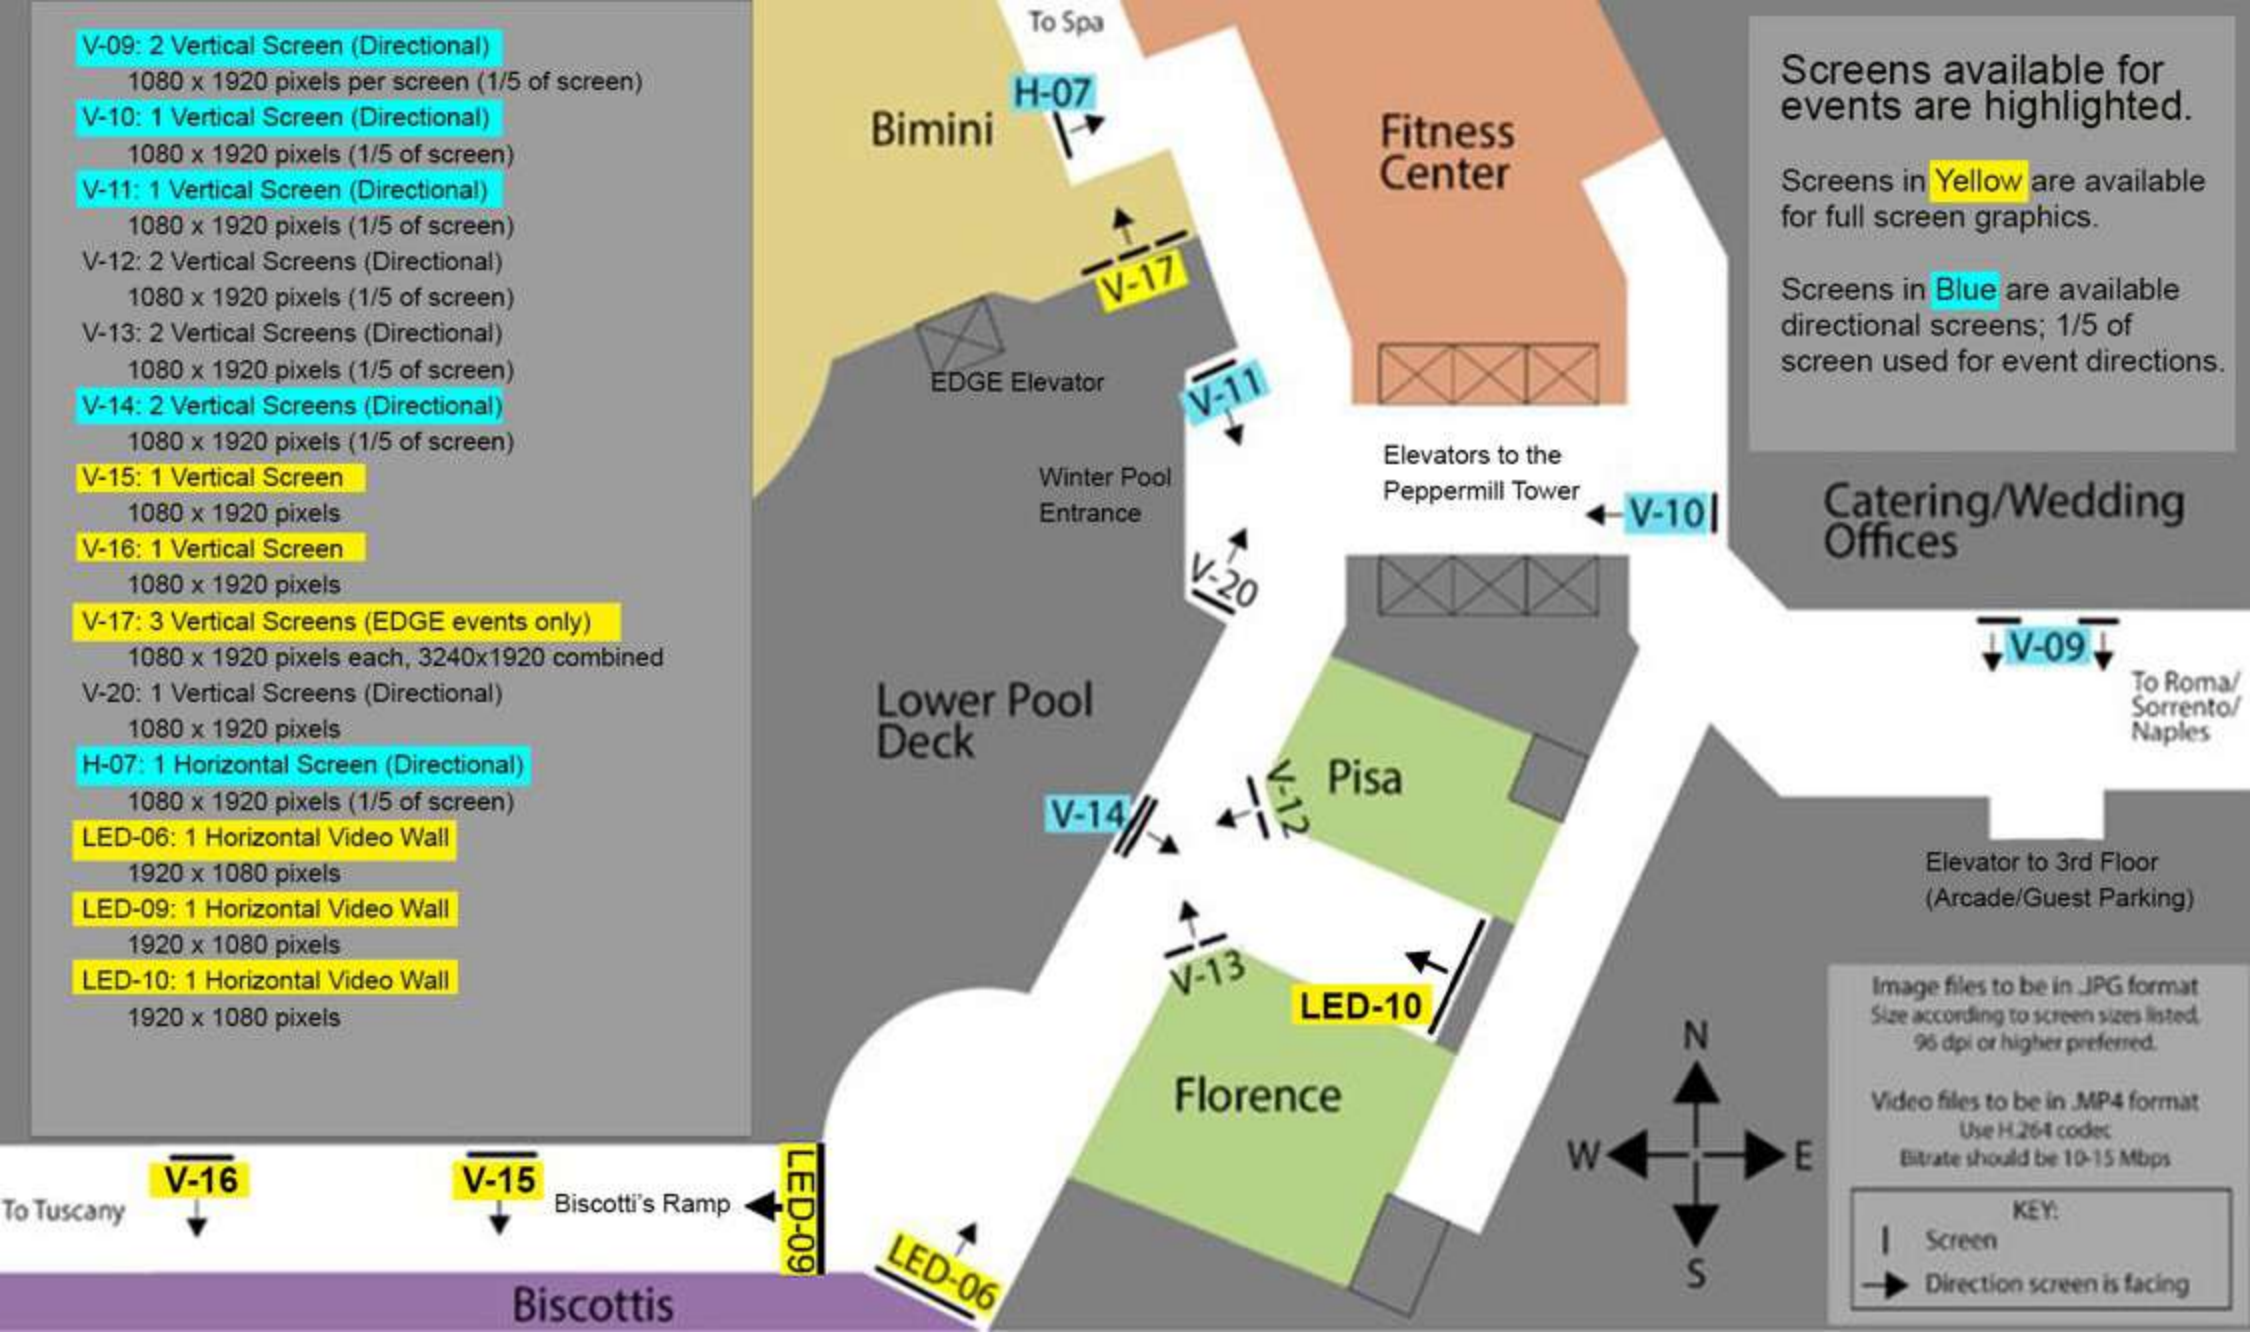 V-09: 2 Vertical Screen (Directional)
1080 x 1920 pixels per screen (1/5 of screen)
V-10: 1 Vertical Screen (Directional)
1080 x 1920 pixels (1/5 of screen)
V-11: 1 Vertical Screen (Directional)
1080 x 1920 pixels (1/5 of screen)
V-12: 2 Vertical Screens (Directional)
1080 x 1920 pixels (1/5 of screen)
V-13: 2 Vertical Screens (Directional)
1080 x 1920 pixels (1/5 of screen)
V-14: 2 Vertical Screens (Directional)
1080 x 1920 pixels (1/5 of screen)
V-15: 1 Vertical Screen
1080 x 1920 pixels
V-16: 1 Vertical Screen
1080 x 1920 pixels
V-17: 3 Vertical Screens (EDGE events only)
1080 x 1920 pixels each, 3240x1920 combined
V-20: 1 Vertical Screens (Directional)
1080 x 1920 pixels
H-07: 1 Horizontal Screen (Directional)
1080 x 1920 pixels (1/5 of screen)
LED-06: 1 Horizontal Video Wall
1920 x 1080 pixels
LED-09: 1 Horizontal Video Wall
1920 x 1080 pixels
LED-10: 1 Horizontal Video Wall
1920 x 1080 pixels
To Spa
H-07
Bimini
Fitness
Center
V-17
EDGE Elevator
V-11
Winter Pool
Entrance
Elevators to the
Peppermill Tower
V-10
V-20
Lower Pool
Deck
Pisa
V-12
V-14
V-13
LED-10
Florence
V-16
V-15
To Tuscany
Biscotti's Ramp
LED-09
LED-06
Biscottis
Screens available for
events are highlighted.
Screens in Yellow are available
for full screen graphics.
Screens in Blue are available
directional screens; 1/5 of
screen used for event directions.
Catering/Wedding
Offices
V-09
To Roma/
Sorrento/
Naples
Elevator to 3rd Floor
(Arcade/Guest Parking)
N
W
E
S
Image files to be in .JPG format
Size according to screen sizes listed,
96 dpi or higher preferred.
Video files to be in .MP4 format
Use H.264 codec
Bitrate should be 10-15 Mbps
KEY:
Screen
Direction screen is facing